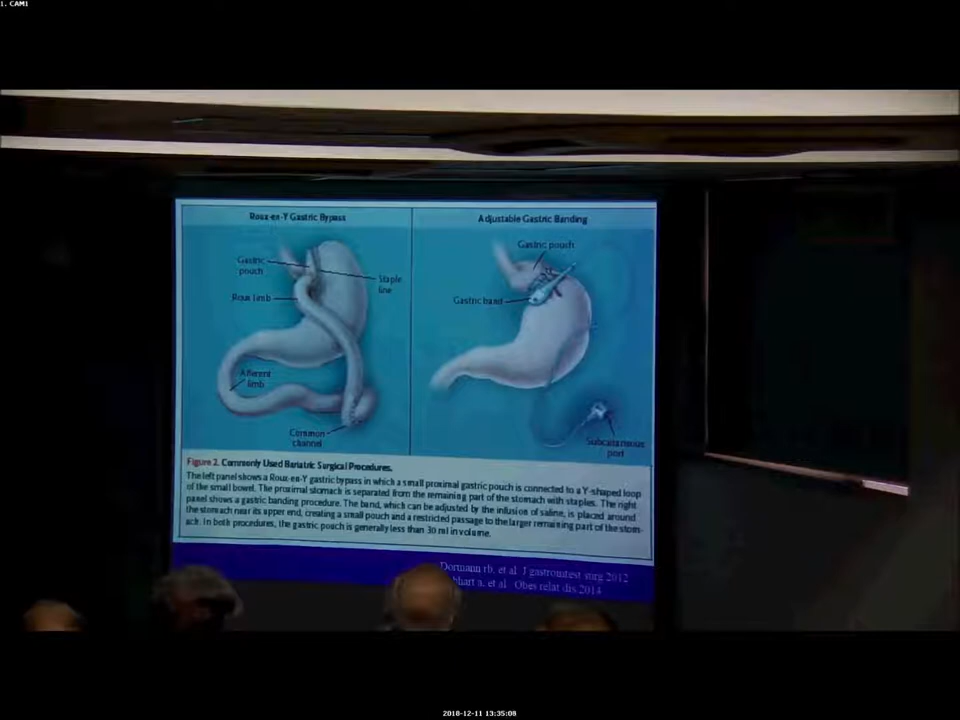 1. CAM1
Roux-en-Y Gastric Bypass
Gastric
pouch
Staple
line
Roux limb
Afferent
limb
Common
channel
Adjustable Gastric Banding
Gastric pouch
Gastric band
Subcutaneous
port
Figure 2. Commonly Used Bariatric Surgical Procedures.
The left panel shows a Roux-en-Y gastric bypass in which a small proximal gastric pouch is connected to a Y-shaped loop
of the small bowel. The proximal stomach is separated from the remaining part of the stomach with staples. The right
panel shows a gastric banding procedure. The band, which can be adjusted by the infusion of saline, is placed around
the stomach near its upper end, creating a small pouch and a restricted passage to the larger remaining part of the stom-
ach. In both procedures, the gastric pouch is generally less than 30 ml in volume.
Dormann rb, et al. J gastrointest surg 2012
hart a, et al. Obes relat dis 2014
2018-12-11 13:35:08